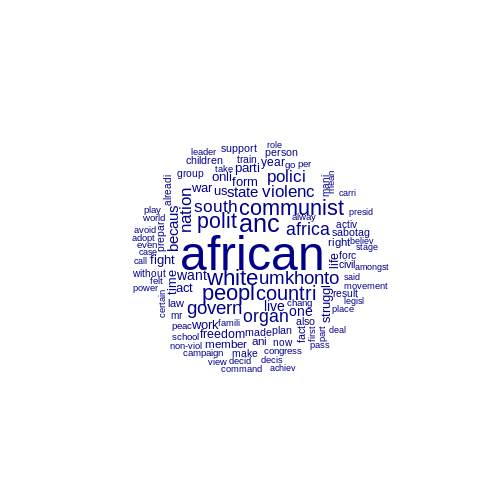 role
leader support
children train person
take parti year go per
group onli form polici
alreadi war us state violenc mani mean
nation south communist carri
play presid
world polit anc alway
avoid prepar becaus africa activ
adopt sabotag
even african right believ
case stage
call fight life forc
without white umkhonto civil amongst
felt want said
power time act peopl countri movement
certain result
law govern live chang struggl legisl
mr organ one place
peac work famili also
school freedom made plan fact first part deal
non-viol member ani now
campaign make congress pass
view decid decis
command achiev